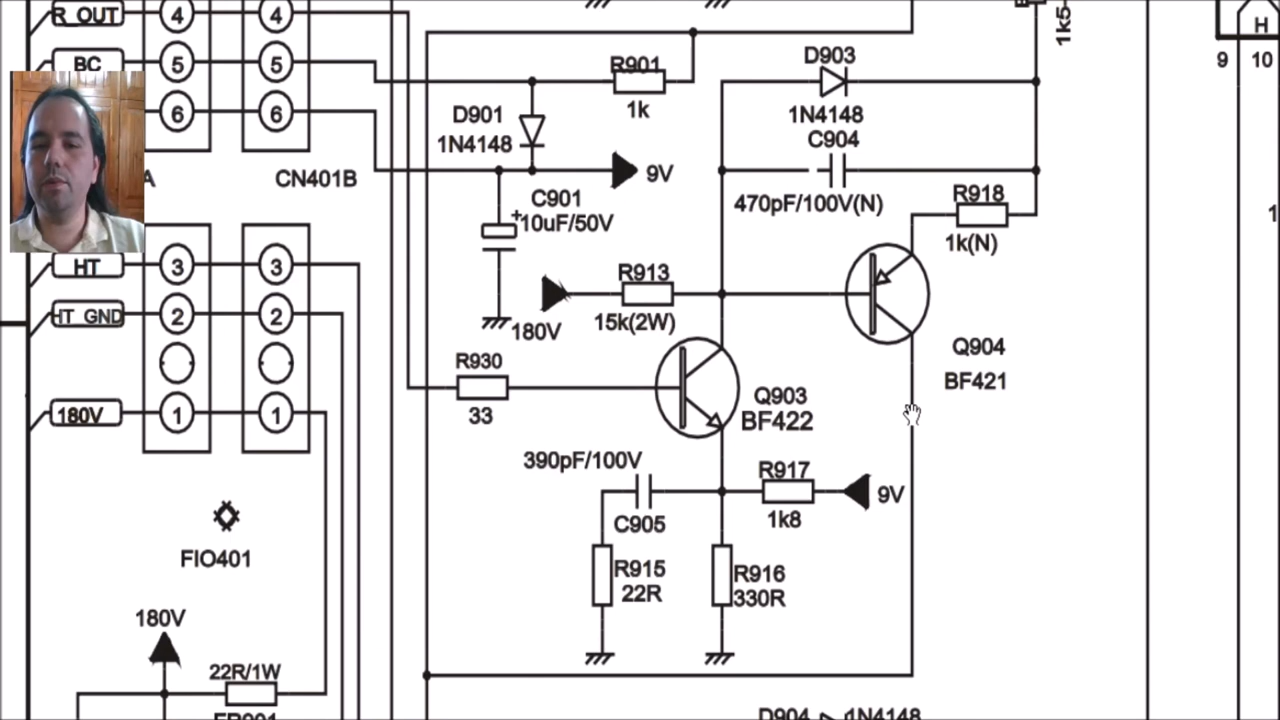 R_OUT
4
4
BC
5
5
6
6
A
CN401B
HT
3
3
HT_GND
2
2
180V
1
1
FIO401
180V
22R/1W
R901
1k
D901
1N4148
9V
C901
+
10uF/50V
180V
R913
15k(2W)
R930
33
D903
1N4148
C904
470pF/100V(N)
R918
1k(N)
1k5
Q904
BF421
Q903
BF422
390pF/100V
C905
R917
1k8
9V
R915
22R
R916
330R
D904
1N4148
H
9
10
1